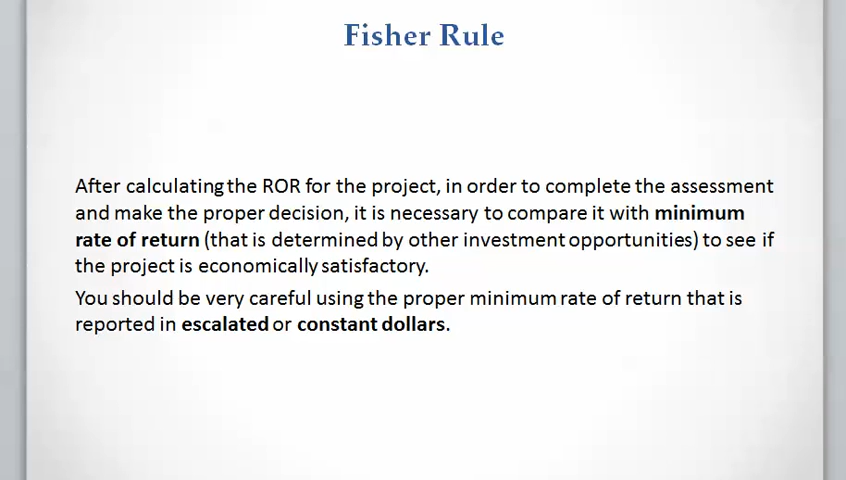 Fisher Rule
After calculating the ROR for the project, in order to complete the assessment
and make the proper decision, it is necessary to compare it with minimum
rate of return (that is determined by other investment opportunities) to see if
the project is economically satisfactory.
You should be very careful using the proper minimum rate of return that is
reported in escalated or constant dollars.